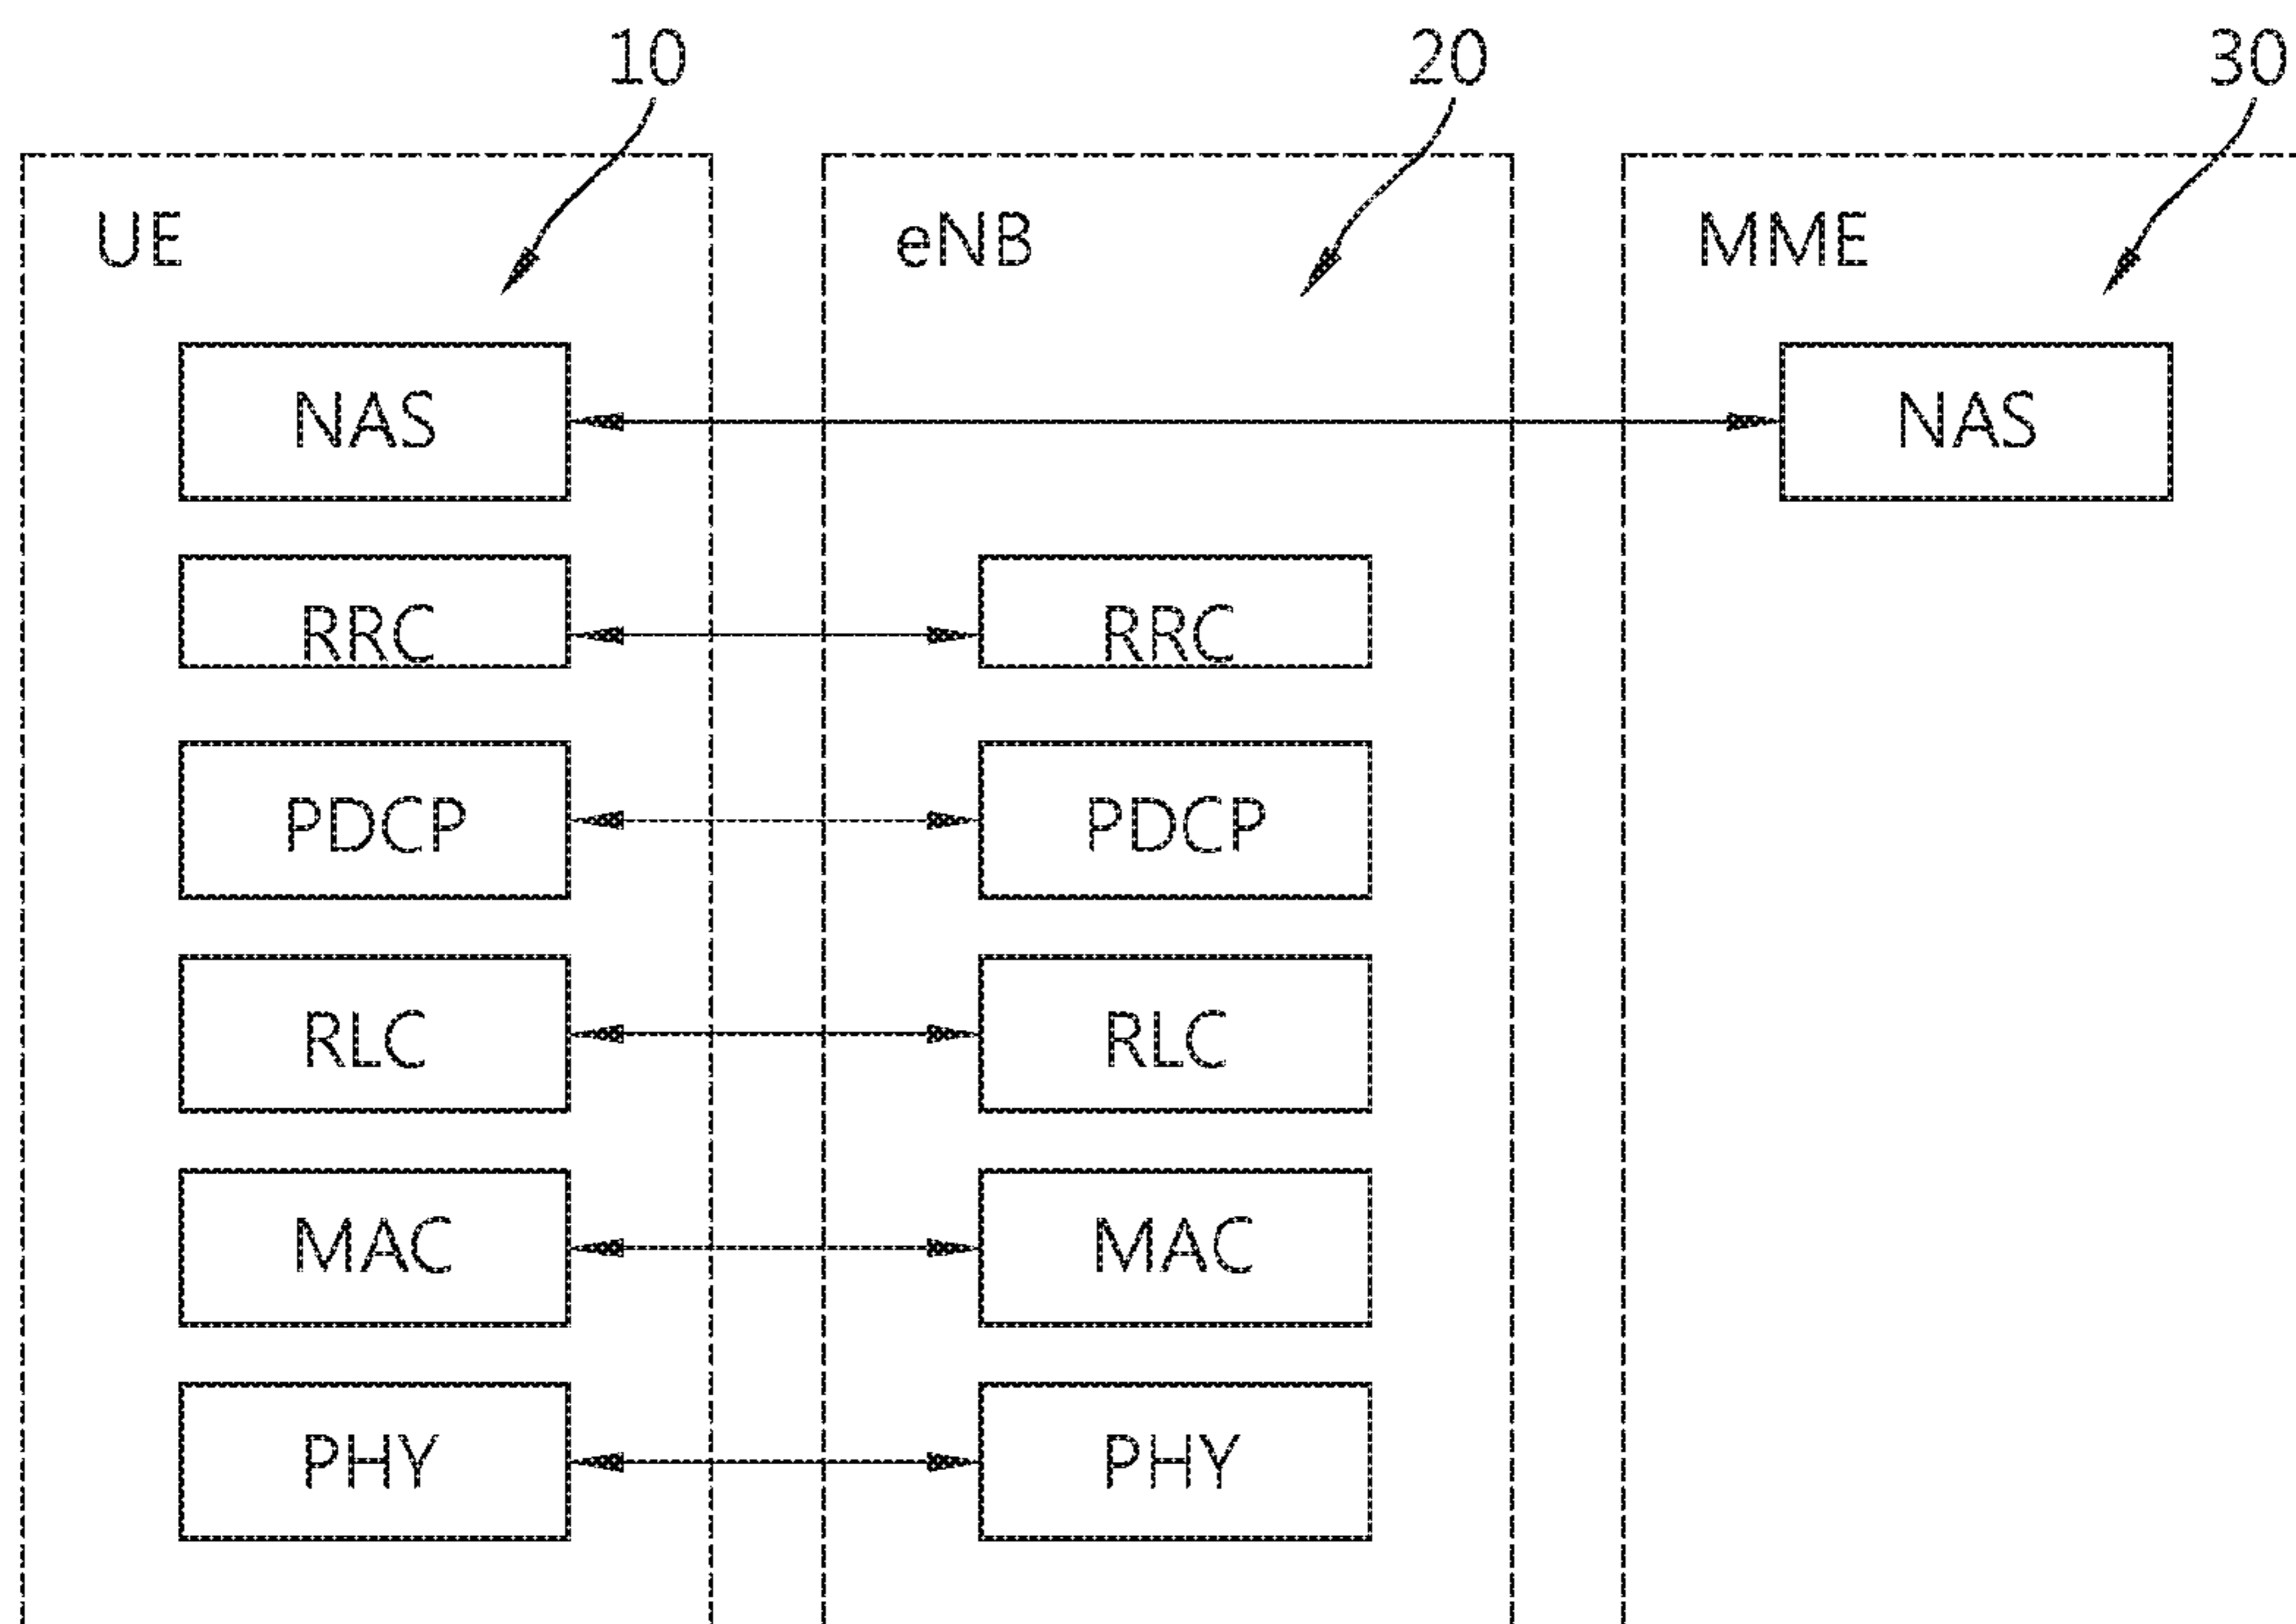 10 20 30
UE eNB MME
NAS NAS
RRC RRC
PDCP PDCP
RLC RLC
MAC MAC
PHY PHY